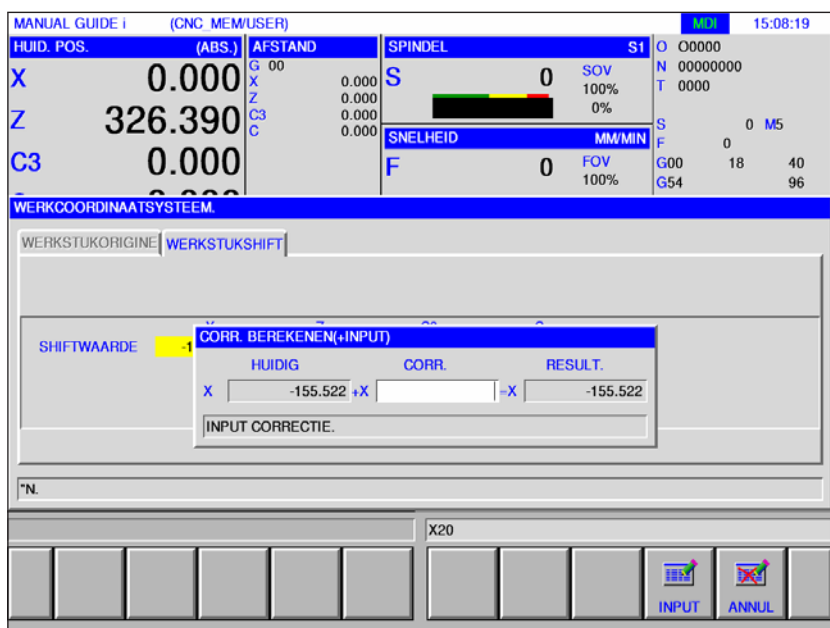 MANUAL GUIDE i (CNC_MEM/USER) MDI 15:08:19
HUID. POS. (ABS.) AFSTAND SPINDEL S1 O O0000
N 00000000
T 0000
X 0.000
Z 326.390
C3 0.000
G 00
X 0.000
Z 0.000
C3 0.000
C 0.000
S 0 SOV
100%
0%
SNELHEID MM/MIN
F 0 FOV
100%
S 0 M5
F 0
G00 18 40
G54 96
WERKCOORDINAATSYSTEEM.
WERKSTUKORIGINE WERKSTUKSHIFT
SHIFTWAARDE -1
CORR. BEREKENEN(+INPUT)
HUIDIG CORR. RESULT.
X -155.522 +X =X -155.522
INPUT CORRECTIE.
"N.
X20
INPUT ANNUL